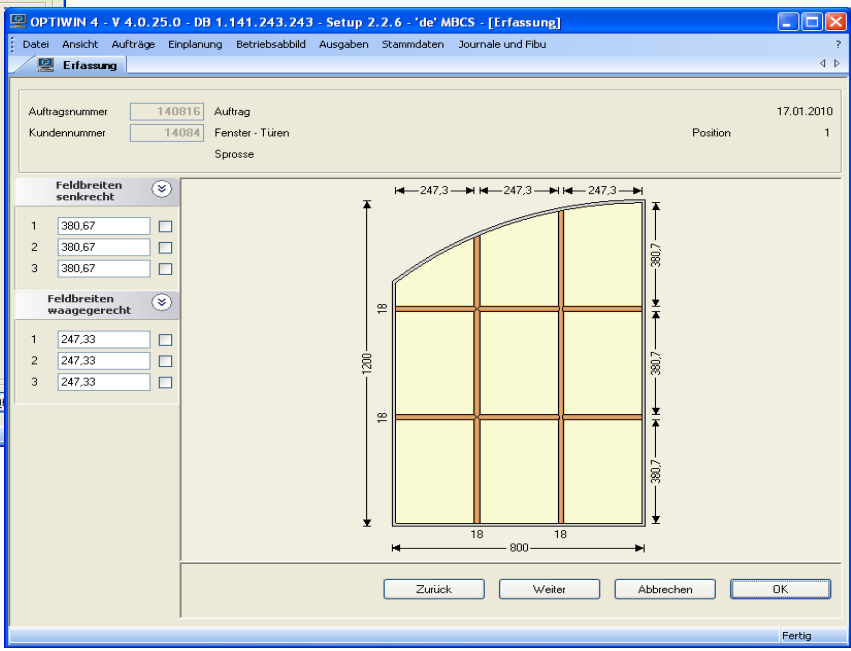 OPTIWIN 4 - V 4.0.25.0 - DB 1.141.243.243 - Setup 2.2.6 - 'de' MBCS - [Erfassung]
Datei Ansicht Aufträge Einplanung Betriebsabbild Ausgaben Stammdaten Journale und Fibu ?
Erfassung
Auftragsnummer 140816 Auftrag 17.01.2010
Kundennummer 14084 Fenster - Türen Position 1
Sprosse
Feldbreiten
senkrecht
1 380,67
2 380,67
3 380,67
Feldbreiten
waagegerecht
1 247,33
2 247,33
3 247,33
247,3 247,3 247,3
380,7
18
1200
380,7
18
380,7
18 18
800
Zurück Weiter Abbrechen OK
Fertig